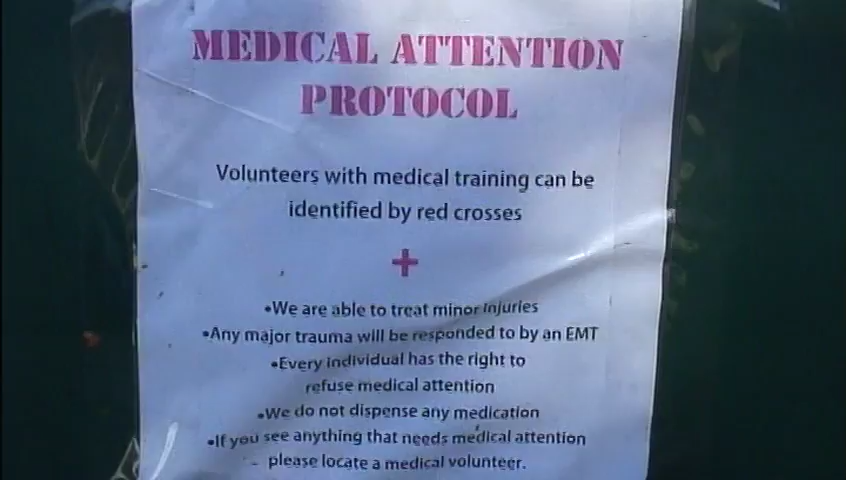 MEDICAL ATTENTION
PROTOCOL
Volunteers with medical training can be
identified by red crosses
•We are able to treat minor injuries
•Any major trauma will be responded to by an EMT
•Every individual has the right to
refuse medical attention
•We do not dispense any medication
•If you see anything that needs medical attention
please locate a medical volunteer.